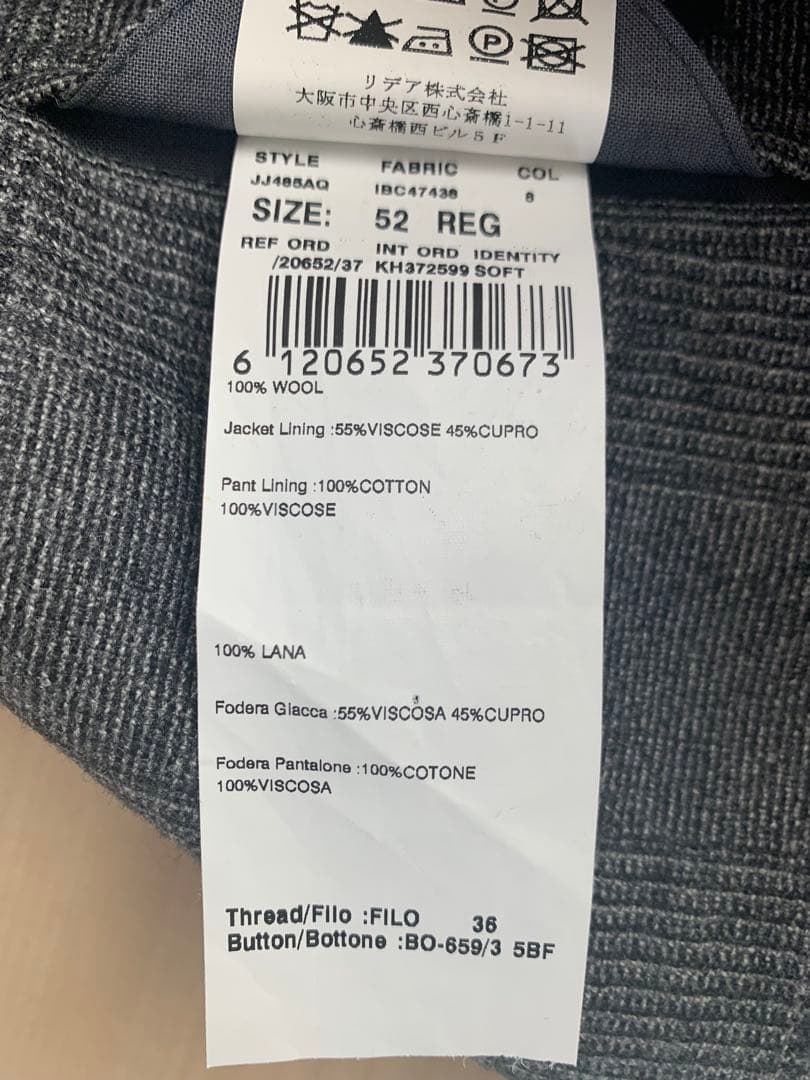 P
リデア株式会社
大阪市中央区西心斎橋1-1-11
心斎橋西ビル5F
STYLE FABRIC COL
JJ485AQ IBC47436 8
SIZE: 52 REG
REF ORD INT ORD IDENTITY
/20652/37 KH372599 SOFT
6 120652 370673
100% WOOL
Jacket Lining :55%VISCOSE 45%CUPRO
Pant Lining :100%COTTON
100%VISCOSE
100% LANA
Fodera Giacca :55%VISCOSA 45%CUPRO
Fodera Pantalone :100%COTONE
100%VISCOSA
Thread/Filo :FILO 36
Button/Bottone :BO-659/3 5BF